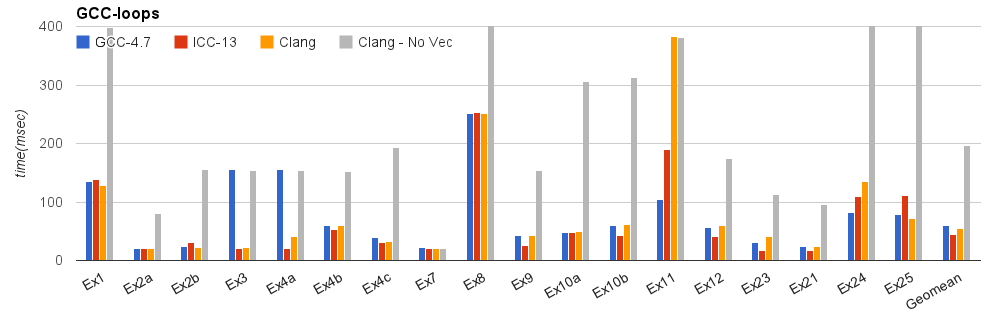 GCC-loops
GCC-4.7 ICC-13 Clang Clang - No Vec
time(msec)
400
300
200
100
0
Ex1 Ex2a Ex2b Ex3 Ex4a Ex4b Ex4c Ex7 Ex8 Ex9 Ex10a Ex10b Ex11 Ex12 Ex23 Ex21 Ex24 Ex25 Geomean